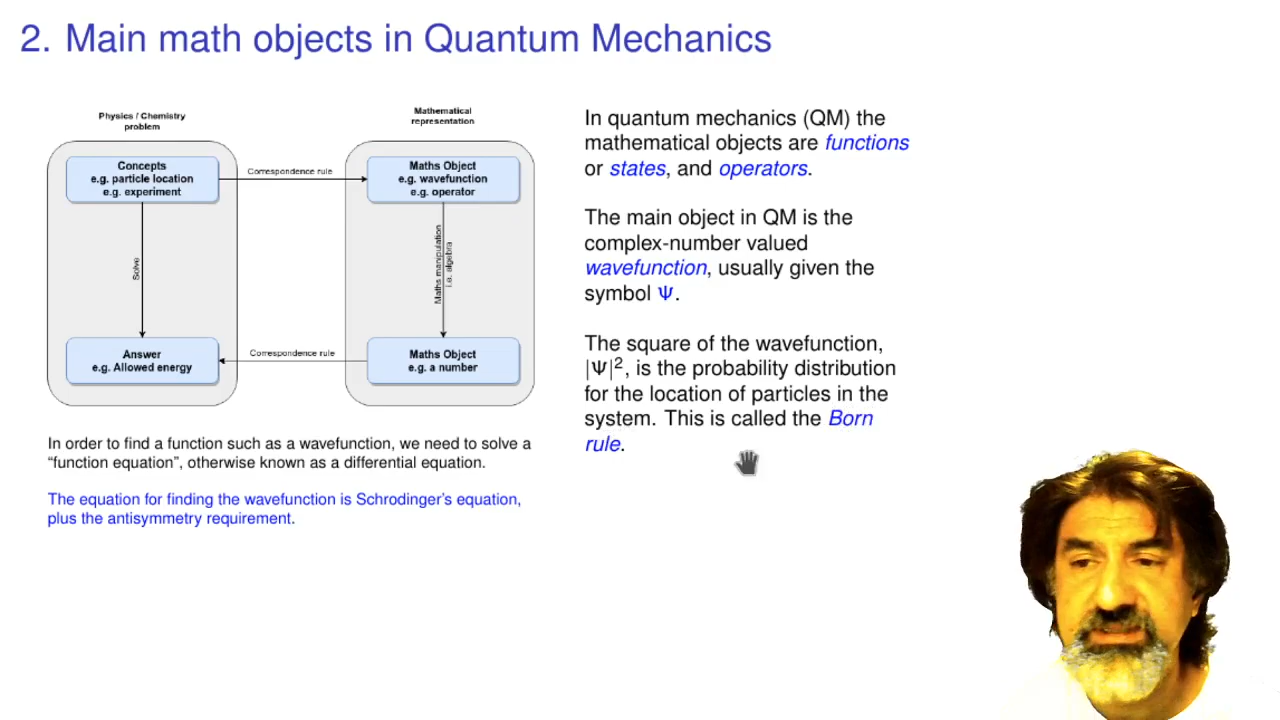 2. Main math objects in Quantum Mechanics
Physics / Chemistry
problem
Mathematical
representation
Concepts
e.g. particle location
e.g. experiment
Correspondence rule
Maths Object
e.g. wavefunction
e.g. operator
Solve
Maths manipulation
i.e. algebra
Answer
e.g. Allowed energy
Correspondence rule
Maths Object
e.g. a number
In order to find a function such as a wavefunction, we need to solve a
“function equation”, otherwise known as a differential equation.
The equation for finding the wavefunction is Schrodinger’s equation,
plus the antisymmetry requirement.
In quantum mechanics (QM) the
mathematical objects are functions
or states, and operators.
The main object in QM is the
complex-number valued
wavefunction, usually given the
symbol Ψ.
The square of the wavefunction,
|Ψ|², is the probability distribution
for the location of particles in the
system. This is called the Born
rule.